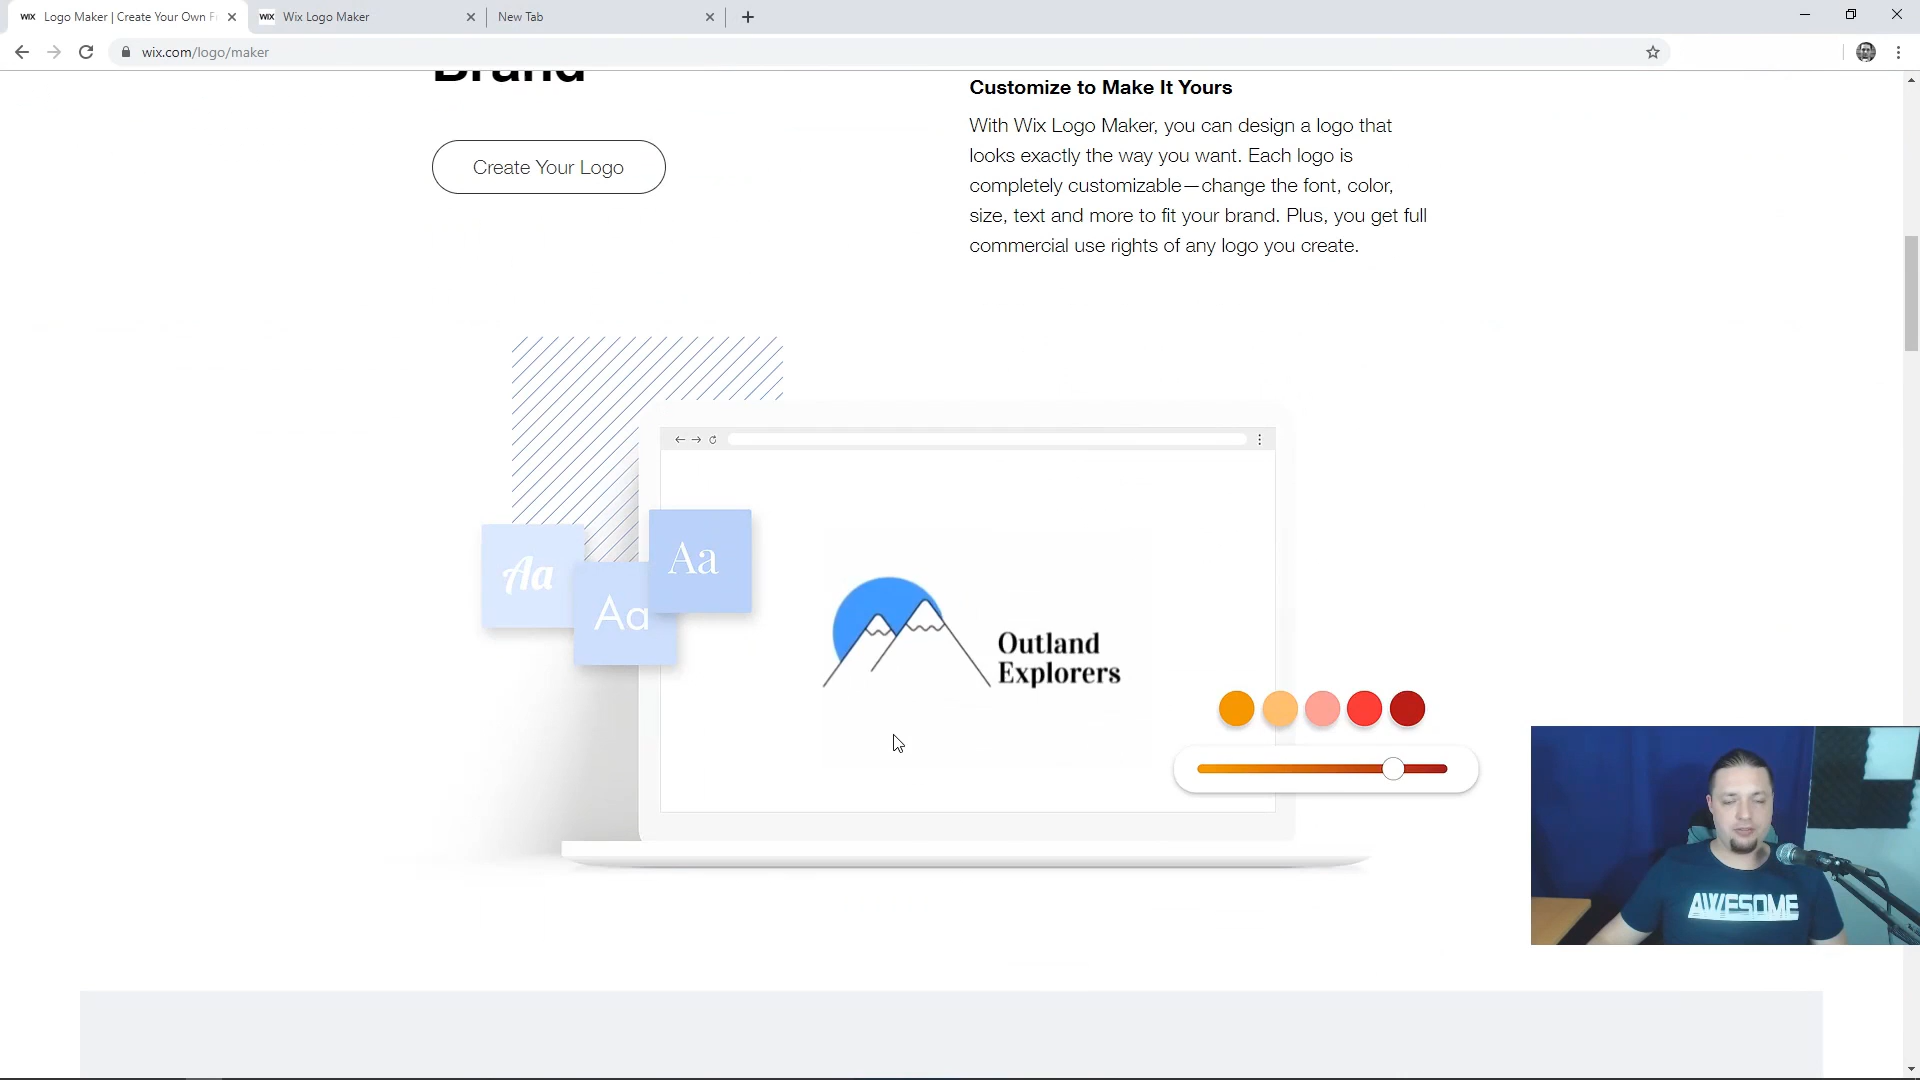 WIX Logo Maker | Create Your Own F
WIX Wix Logo Maker
New Tab
wix.com/logo/maker
Brand
Create Your Logo
Customize to Make It Yours
With Wix Logo Maker, you can design a logo that
looks exactly the way you want. Each logo is
completely customizable—change the font, color,
size, text and more to fit your brand. Plus, you get full
commercial use rights of any logo you create.
Aa
Aa
Aa
Outland
Explorers
AWESOME